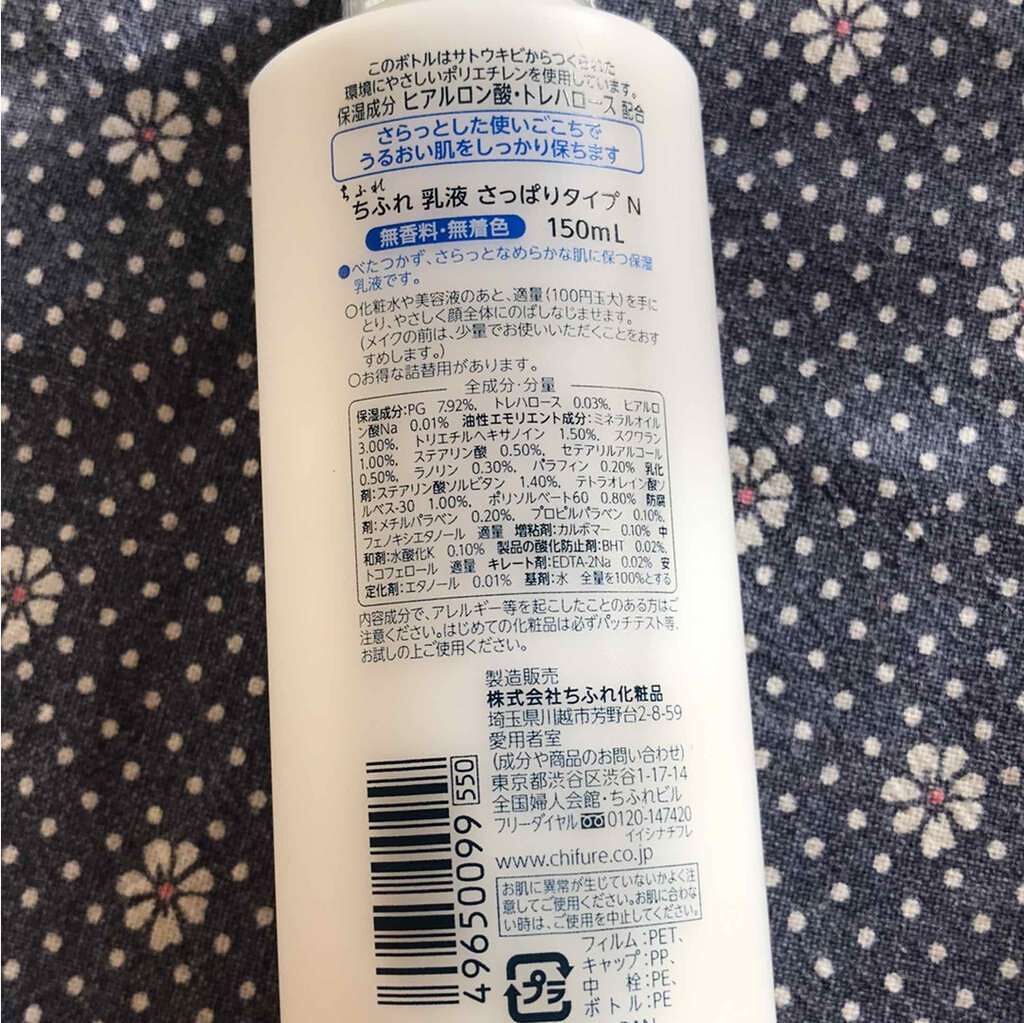 このボトルはサトウキビからつくられた
環境にやさしいポリエチレンを使用しています。
保湿成分 ヒアルロン酸・トレハロース 配合
さらっとした使いごこちで
うるおい肌をしっかり保ちます
ちふれ
ちふれ 乳液 さっぱりタイプ N
無香料・無着色 150mL
●べたつかず、さらっとなめらかな肌に保つ保湿
乳液です。
○化粧水や美容液のあと、適量(100円玉大)を手に
とり、やさしく顔全体にのばしなじませます。
(メイクの前は、少量でお使いいただくことをおす
すめします。)
○お得な詰替用があります。
全成分・分量
保湿成分:PG 7.92%, トレハロース 0.03%, ヒアルロ
ン酸Na 0.01% 油性エモリエント成分:ミネラルオイル
3.00%, トリエチルヘキサノイン 1.50%, スクワラン
1.00%, ステアリン酸 0.50%, セテアリルアルコール
0.50%, ラノリン 0.30%, パラフィン 0.20% 乳化
剤:ステアリン酸ソルビタン 1.40%, テトラオレイン酸ソ
ルベス-30 1.00%, ポリソルベート60 0.80% 防腐
剤:メチルパラベン 0.20%, プロピルパラベン 0.10%,
フェノキシエタノール 適量 増粘剤:カルボマー 0.10% 中
和剤:水酸化K 0.10% 製品の酸化防止剤:BHT 0.02%,
トコフェロール 適量 キレート剤:EDTA-2Na 0.02% 安
定化剤:エタノール 0.01% 基剤:水 全量を100%とする
内容成分で、アレルギー等を起こしたことのある方はご
注意ください。はじめての化粧品は必ずパッチテスト等、
お試しの上ご使用ください。
製造販売
株式会社ちふれ化粧品
埼玉県川越市芳野台2-8-59
愛用者室
(成分や商品のお問い合わせ)
東京都渋谷区渋谷1-17-14
全国婦人会館・ちふれビル
フリーダイヤル 0120-147420
イイシナチフレ
www.chifure.co.jp
お肌に異常が生じていないかよく注
意してご使用ください。お肌に合わな
い時は、ご使用を中止してください。
550
4965009 9
プラ
フィルム:PET、
キャップ:PP、
中 栓:PE、
ボトル:PE